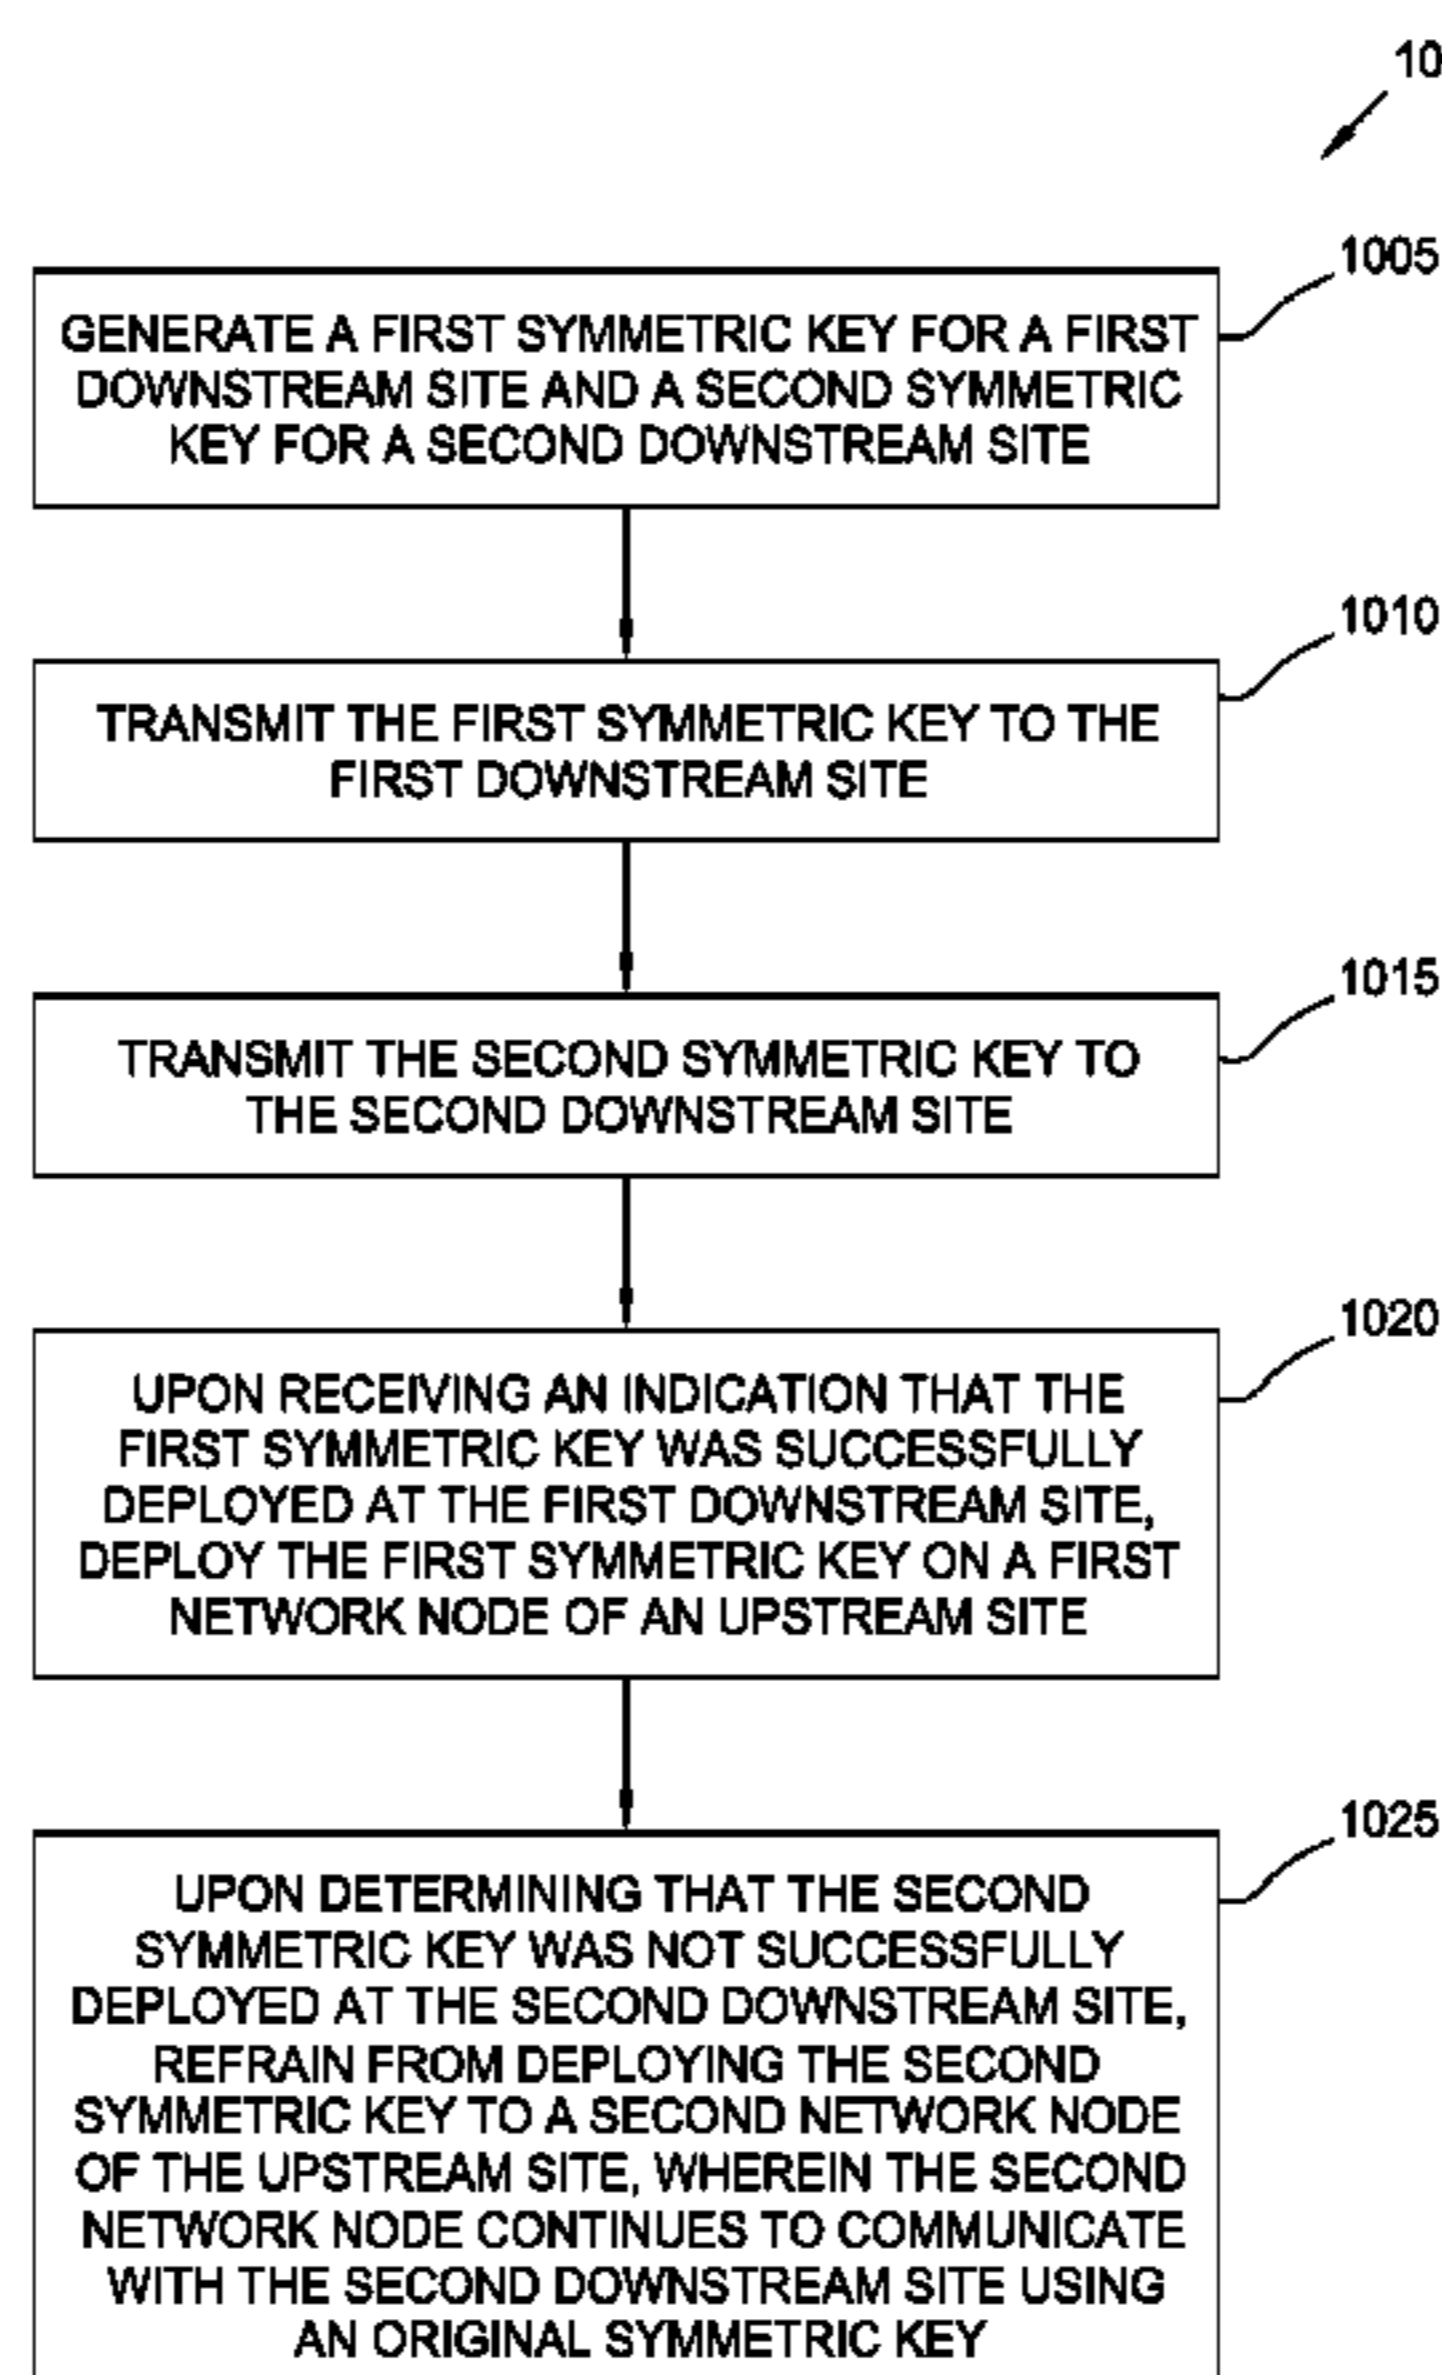 10
1005
GENERATE A FIRST SYMMETRIC KEY FOR A FIRST
DOWNSTREAM SITE AND A SECOND SYMMETRIC
KEY FOR A SECOND DOWNSTREAM SITE
1010
TRANSMIT THE FIRST SYMMETRIC KEY TO THE
FIRST DOWNSTREAM SITE
1015
TRANSMIT THE SECOND SYMMETRIC KEY TO
THE SECOND DOWNSTREAM SITE
1020
UPON RECEIVING AN INDICATION THAT THE
FIRST SYMMETRIC KEY WAS SUCCESSFULLY
DEPLOYED AT THE FIRST DOWNSTREAM SITE,
DEPLOY THE FIRST SYMMETRIC KEY ON A FIRST
NETWORK NODE OF AN UPSTREAM SITE
1025
UPON DETERMINING THAT THE SECOND
SYMMETRIC KEY WAS NOT SUCCESSFULLY
DEPLOYED AT THE SECOND DOWNSTREAM SITE,
REFRAIN FROM DEPLOYING THE SECOND
SYMMETRIC KEY TO A SECOND NETWORK NODE
OF THE UPSTREAM SITE, WHEREIN THE SECOND
NETWORK NODE CONTINUES TO COMMUNICATE
WITH THE SECOND DOWNSTREAM SITE USING
AN ORIGINAL SYMMETRIC KEY